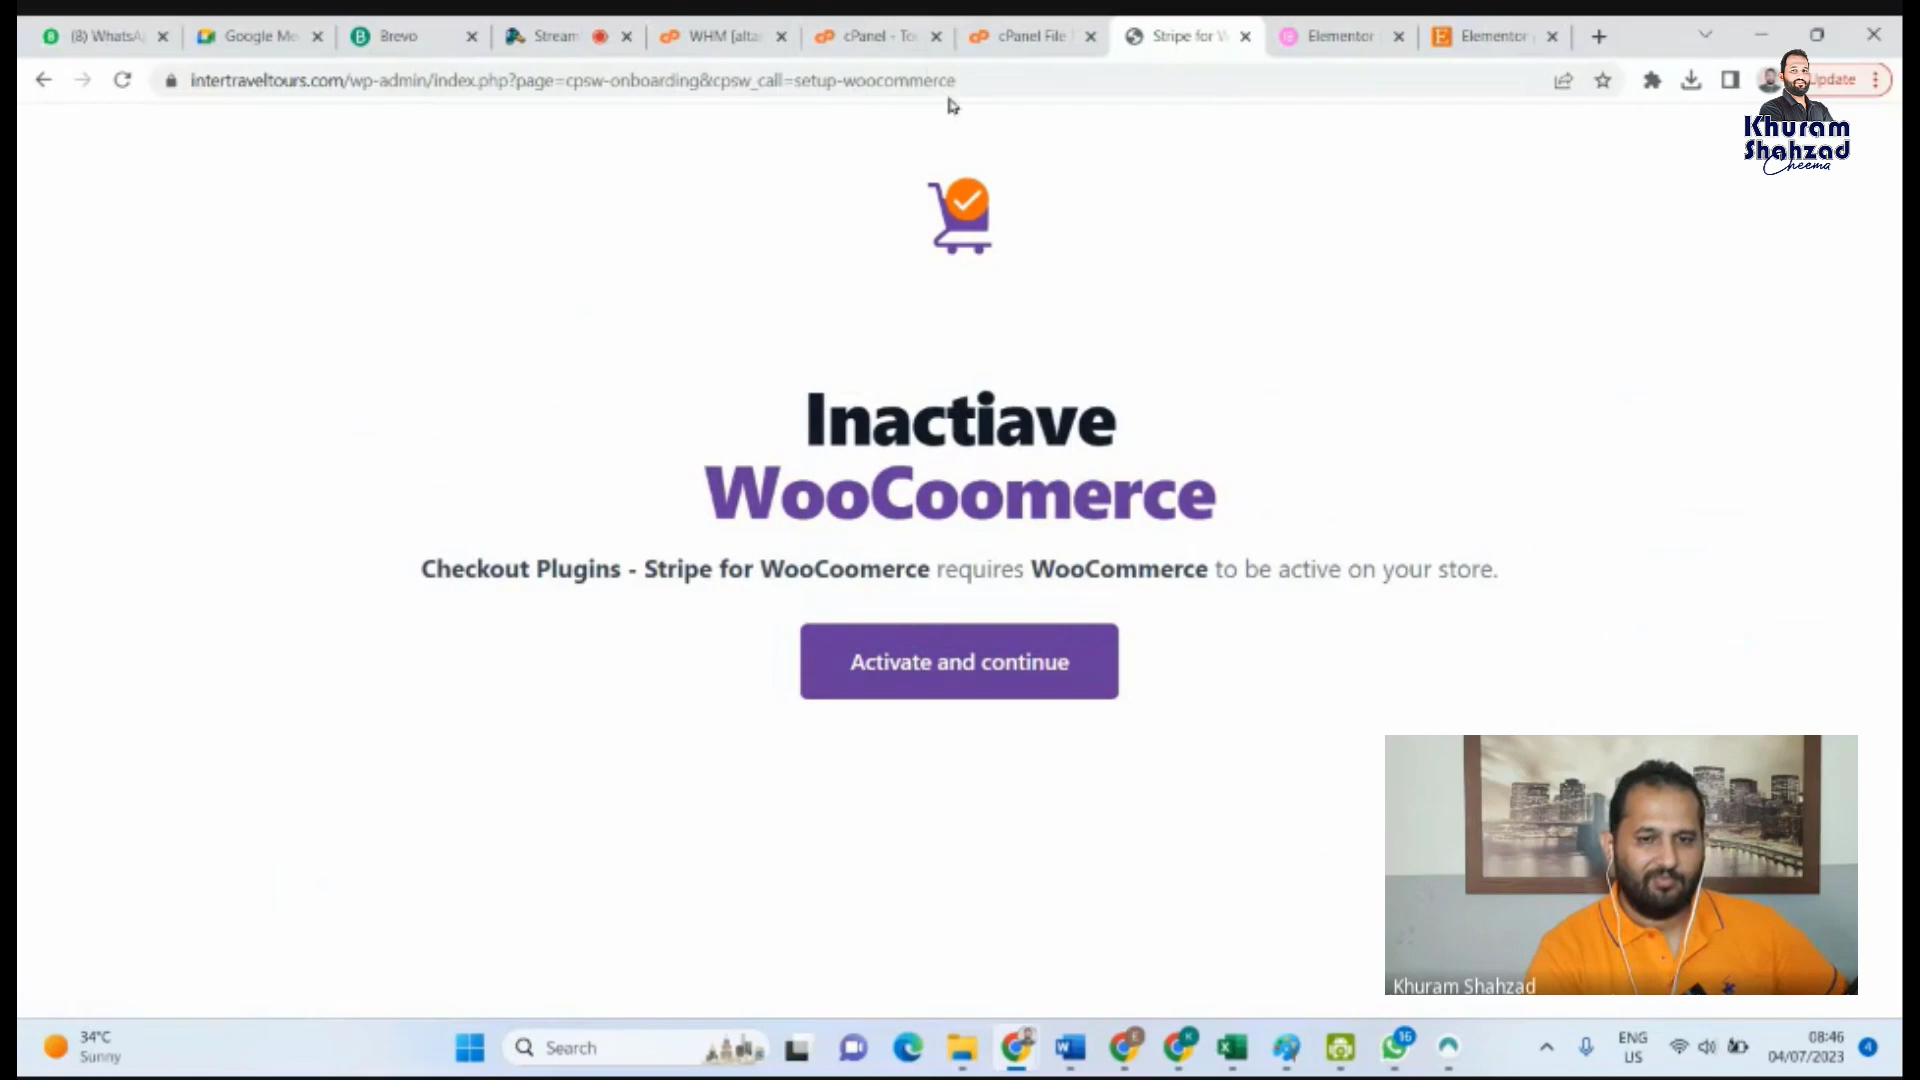 (8) WhatsA
Google Me
Brevo
Stream
WHM [alta
cPanel - To
cPanel File
Stripe for W
Elementor
Elementor
intertraveltours.com/wp-admin/index.php?page=cpsw-onboarding&cpsw_call=setup-woocommerce
Update
Khuram
Shahzad
Cheema
Inactiave
WooCoomerce
Checkout Plugins - Stripe for WooCoomerce requires WooCommerce to be active on your store.
Activate and continue
Khuram Shahzad
34°C
Sunny
Search
16
ENG
US
08:46
04/07/2023
4